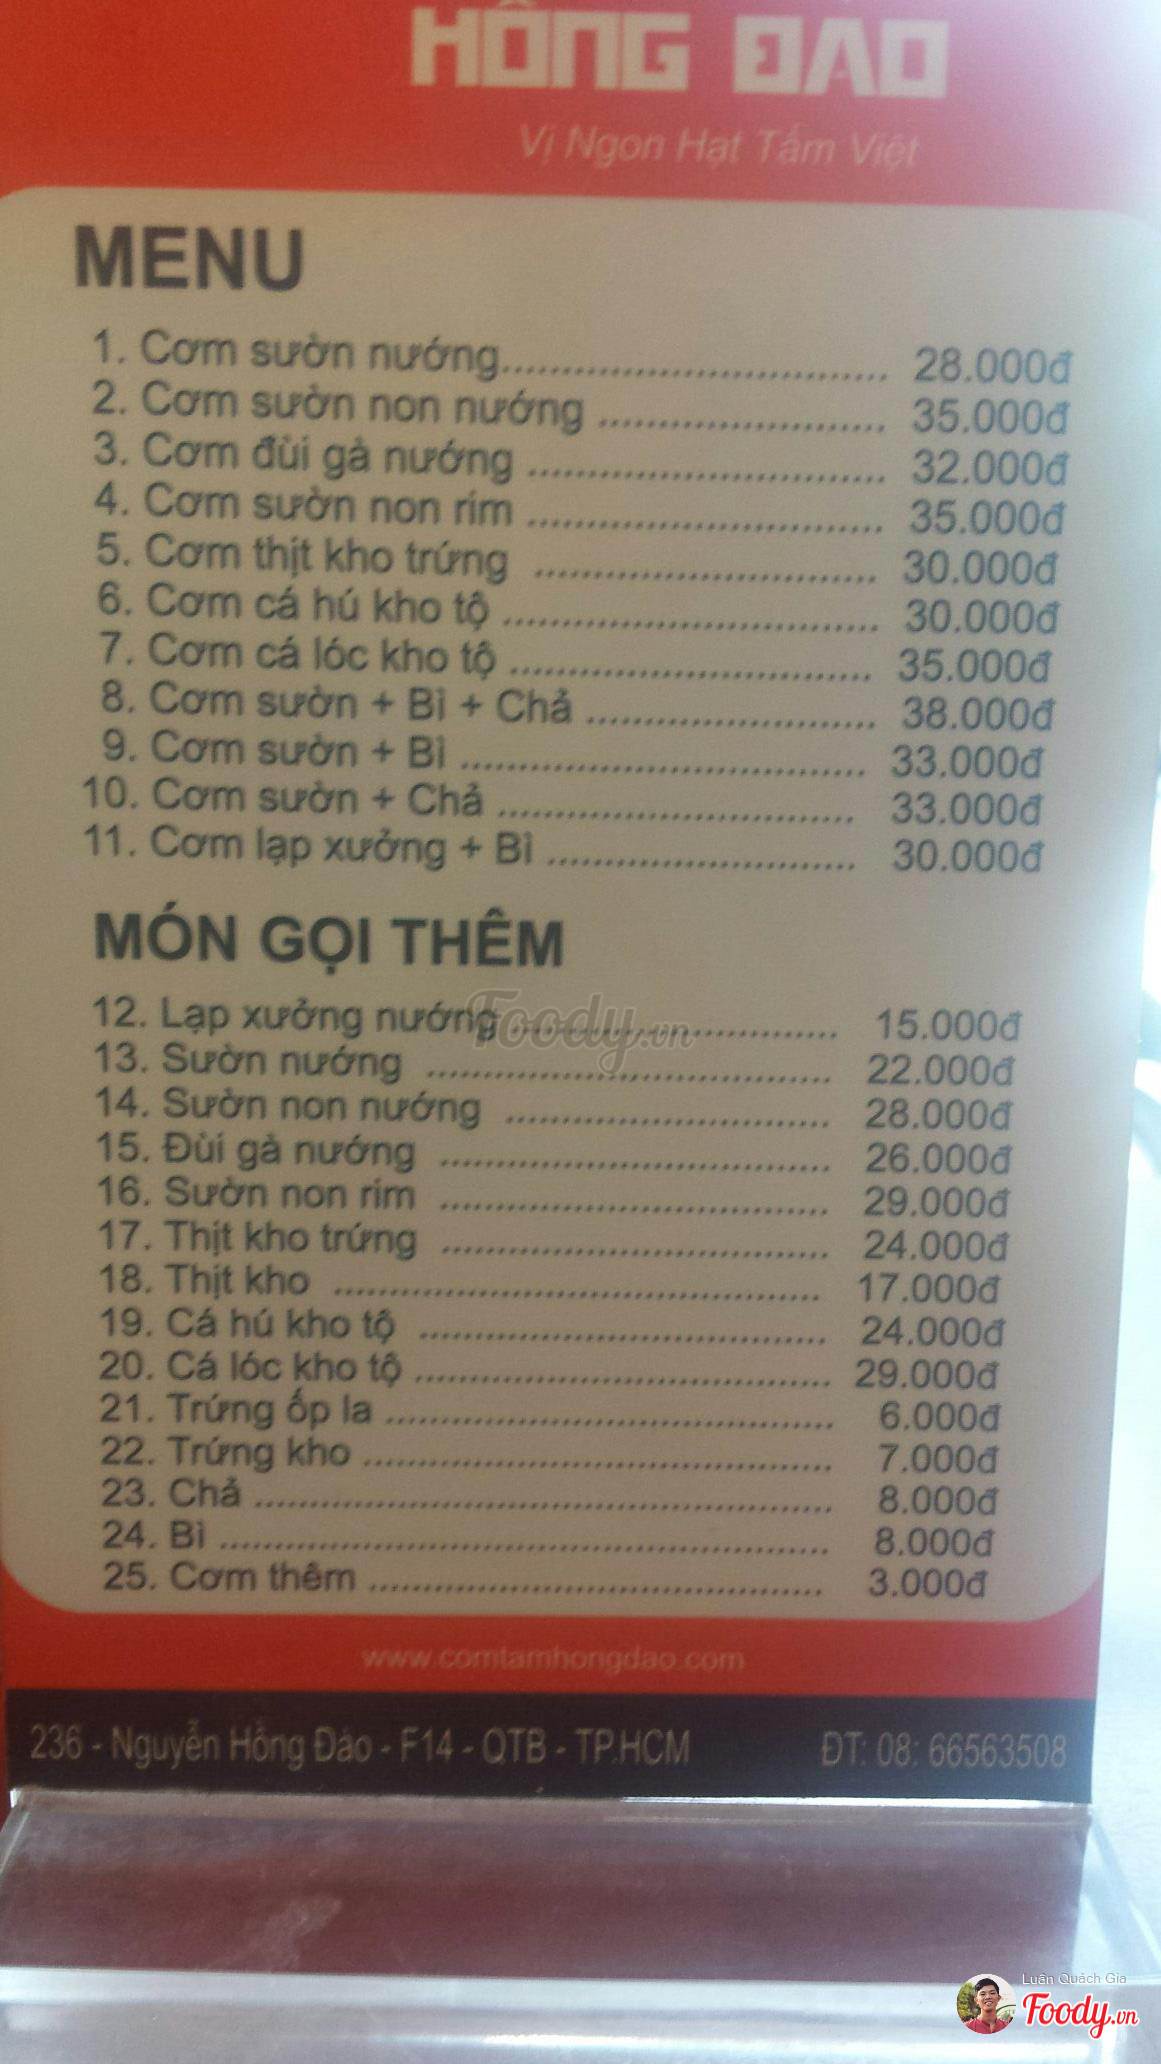 HỒNG ĐAO
Vị Ngon Hạt Tấm Việt
MENU
1. Cơm sườn nướng.................................. 28.000đ
2. Cơm sườn non nướng ............................. 35.000đ
3. Cơm đùi gà nướng .................................... 32.000đ
4. Cơm sườn non rim .................................... 35.000đ
5. Cơm thịt kho trứng ................................... 30.000đ
6. Cơm cá hú kho tộ ...................................... 30.000đ
7. Cơm cá lóc kho tộ ..................................... 35.000đ
8. Cơm sườn + Bì + Chả ............................. 38.000đ
9. Cơm sườn + Bì ......................................... 33.000đ
10. Cơm sườn + Chả .................................... 33.000đ
11. Cơm lạp xưởng + Bì ............................... 30.000đ
MÓN GỌI THÊM
12. Lạp xưởng nướng .................................. 15.000đ
13. Sườn nướng ........................................... 22.000đ
14. Sườn non nướng ................................... 28.000đ
15. Đùi gà nướng .......................................... 26.000đ
16. Sườn non rim .......................................... 29.000đ
17. Thịt kho trứng .......................................... 24.000đ
18. Thịt kho ..................................................... 17.000đ
19. Cá hú kho tộ ............................................ 24.000đ
20. Cá lóc kho tộ ............................................. 29.000đ
21. Trứng ốp la ................................................ 6.000đ
22. Trứng kho .................................................. 7.000đ
23. Chả .............................................................. 8.000đ
24. Bì .................................................................. 8.000đ
25. Cơm thêm .................................................. 3.000đ
Foody.vn
www.comtamhongdao.com
236 - Nguyễn Hồng Đào - F14 - QTB - TP.HCM ĐT: 08: 66563508
Luân Quách Gia
Foody.vn